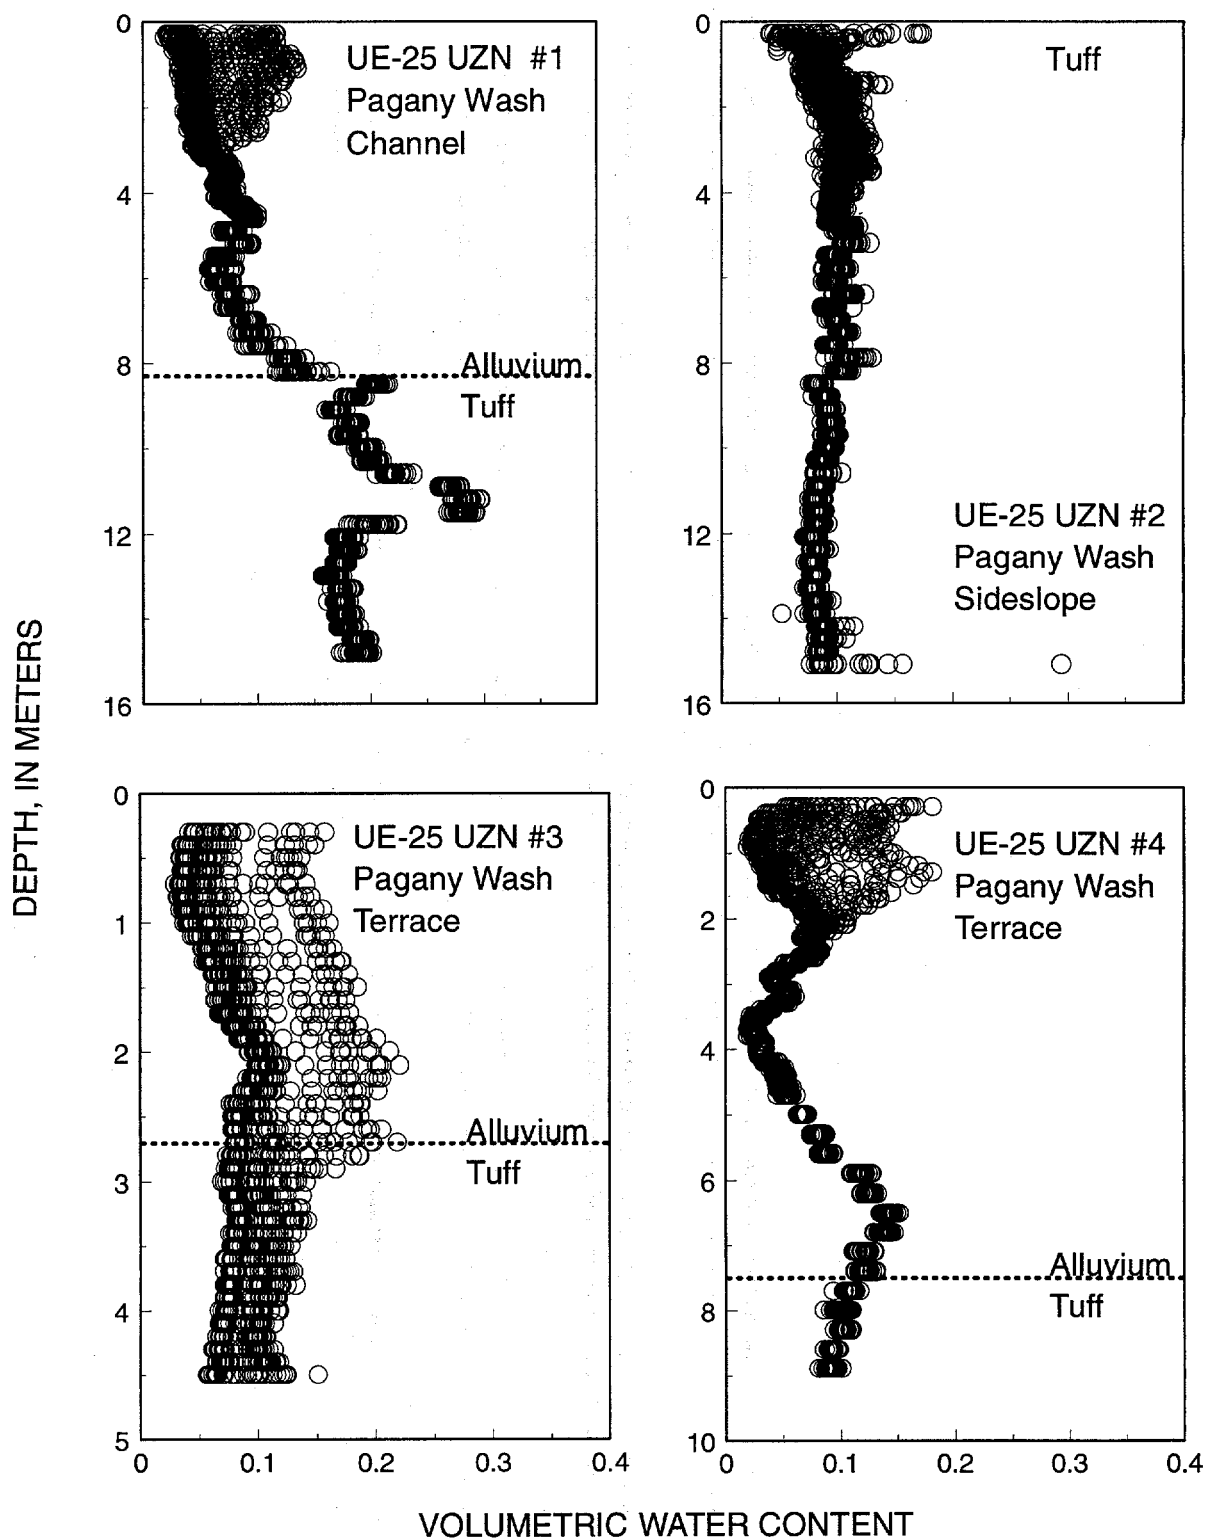 0
4
8
12
16
UE-25 UZN #1
Pagany Wash
Channel
Alluvium
Tuff
0
4
8
12
16
Tuff
UE-25 UZN #2
Pagany Wash
Sideslope
DEPTH, IN METERS
0
1
2
3
4
5
UE-25 UZN #3
Pagany Wash
Terrace
Alluvium
Tuff
0 0.1 0.2 0.3 0.4
0
2
4
6
8
10
UE-25 UZN #4
Pagany Wash
Terrace
Alluvium
Tuff
0 0.1 0.2 0.3 0.4
VOLUMETRIC WATER CONTENT